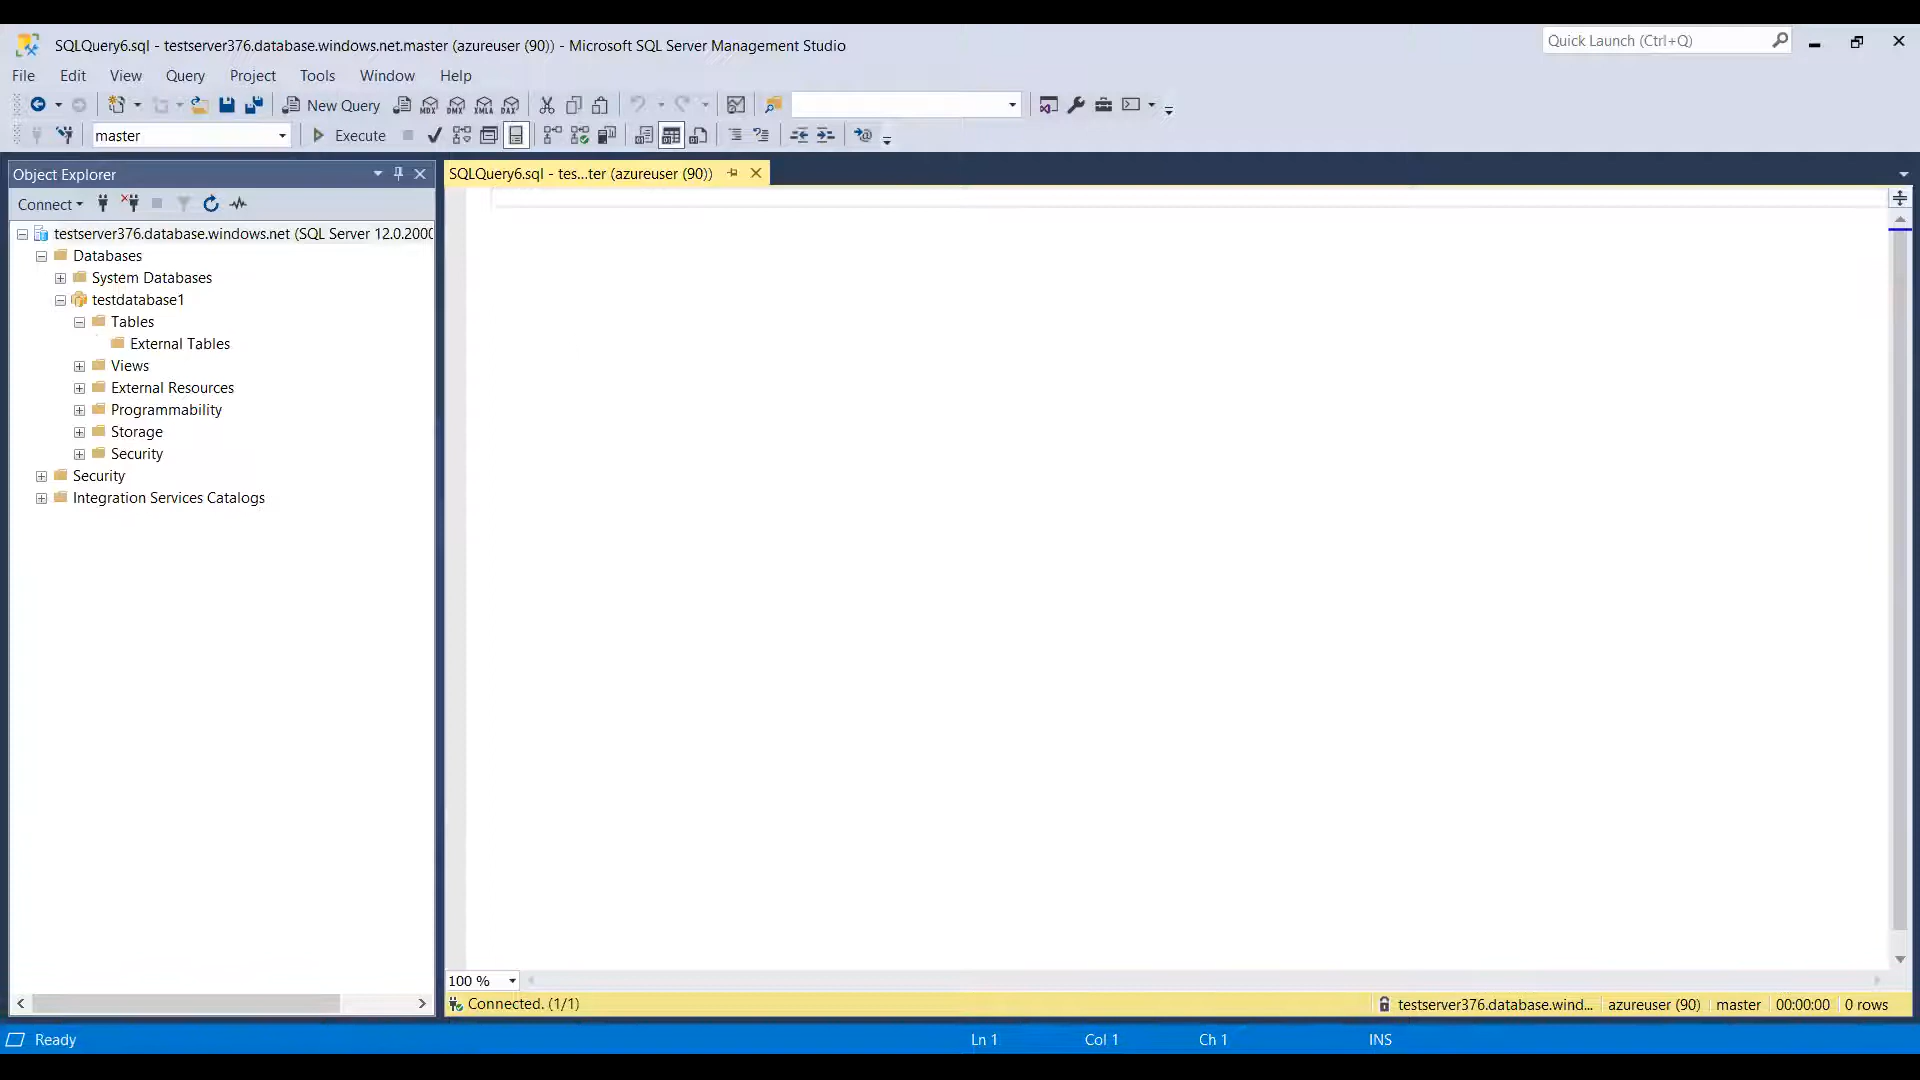 SQLQuery6.sql - testserver376.database.windows.net.master (azureuser (90)) - Microsoft SQL Server Management Studio
Quick Launch (Ctrl+Q)
File Edit View Query Project Tools Window Help
New Query MDX DMX XMLA DAX
master Execute
Object Explorer
SQLQuery6.sql - tes...ter (azureuser (90))
Connect
testserver376.database.windows.net (SQL Server 12.0.2000
Databases
System Databases
testdatabase1
Tables
External Tables
Views
External Resources
Programmability
Storage
Security
Security
Integration Services Catalogs
100 %
Connected. (1/1) testserver376.database.wind... azureuser (90) master 00:00:00 0 rows
Ready Ln 1 Col 1 Ch 1 INS